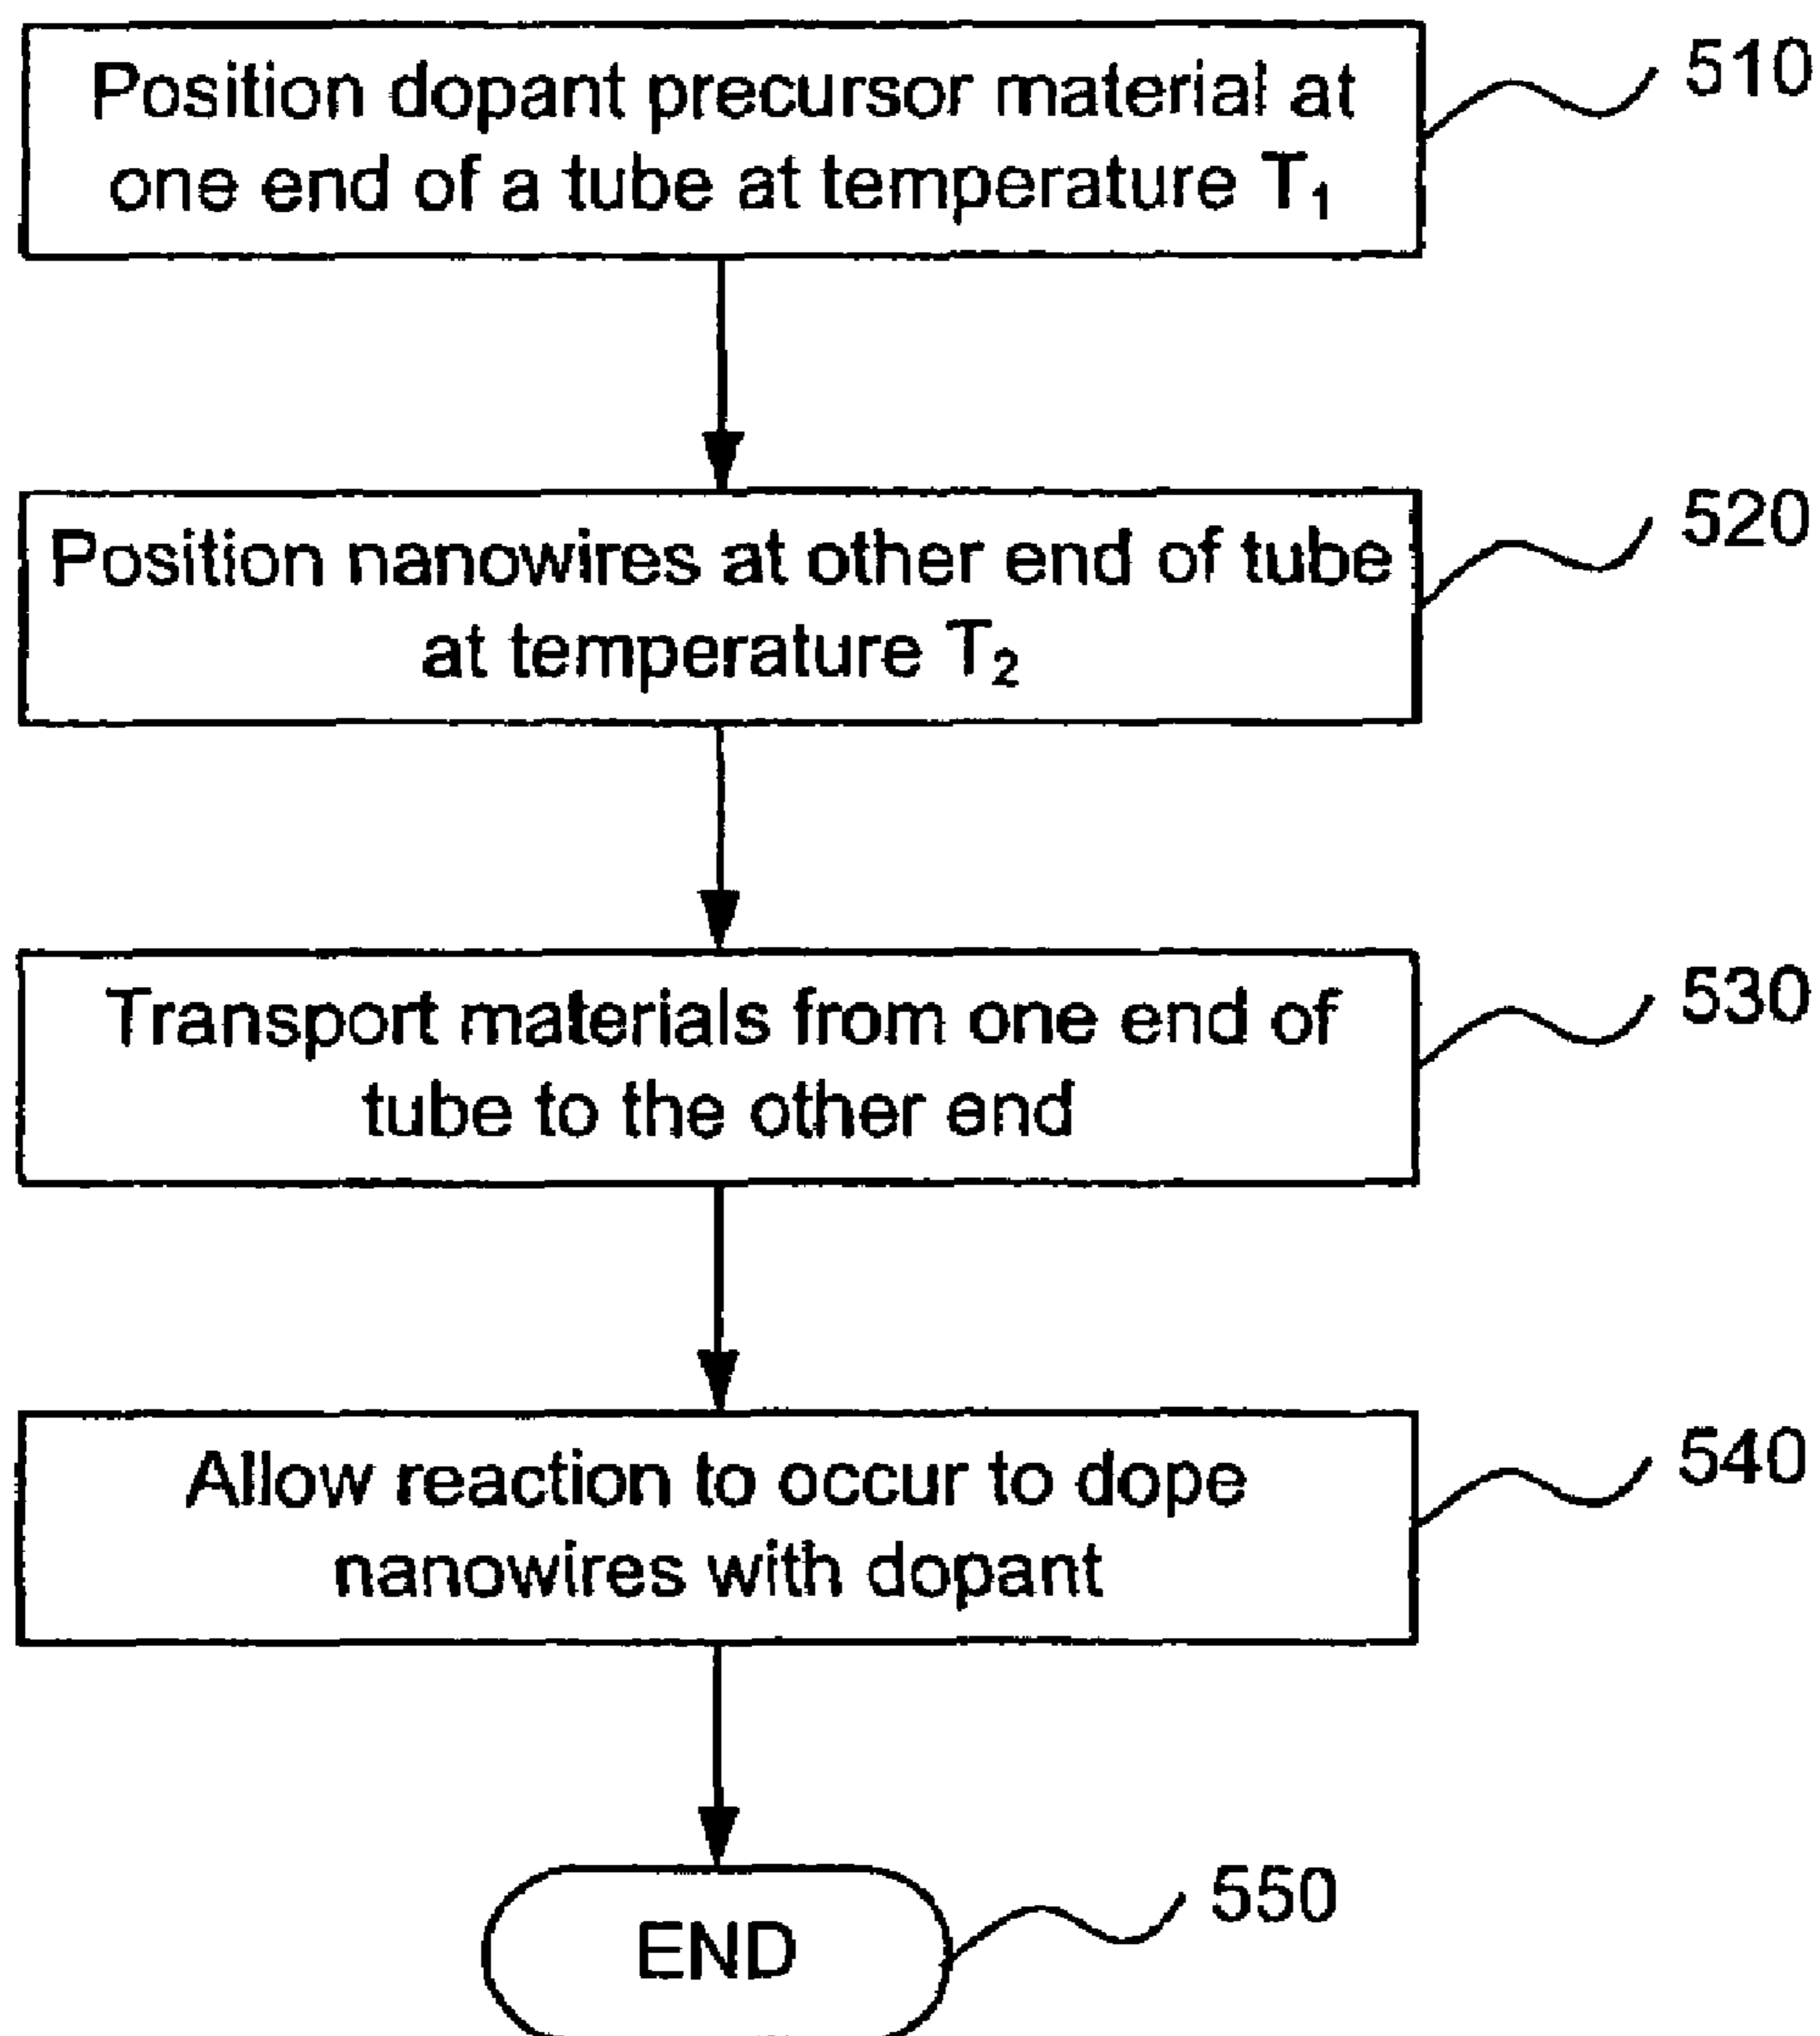 Position dopant precursor material at
one end of a tube at temperature T₁
510
Position nanowires at other end of tube
at temperature T₂
520
Transport materials from one end of
tube to the other end
530
Allow reaction to occur to dope
nanowires with dopant
540
END
550